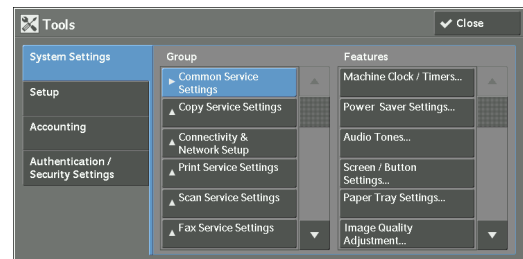 Tools
Close
System Settings
Setup
Accounting
Authentication /
Security Settings
Group
Common Service
Settings
Copy Service Settings
Connectivity &
Network Setup
Print Service Settings
Scan Service Settings
Fax Service Settings
Features
Machine Clock / Timers...
Power Saver Settings...
Audio Tones...
Screen / Button
Settings...
Paper Tray Settings...
Image Quality
Adjustment...